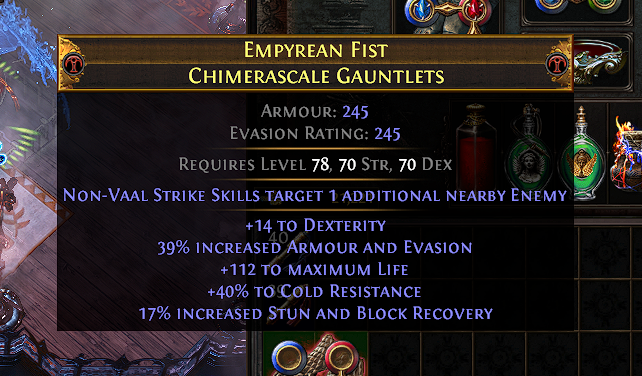 Empyrean Fist
Chimerascale Gauntlets
Armour: 245
Evasion Rating: 245
Requires Level 78, 70 Str, 70 Dex
Non-Vaal Strike Skills target 1 additional nearby Enemy
+14 to Dexterity
39% increased Armour and Evasion
+112 to maximum Life
+40% to Cold Resistance
17% increased Stun and Block Recovery